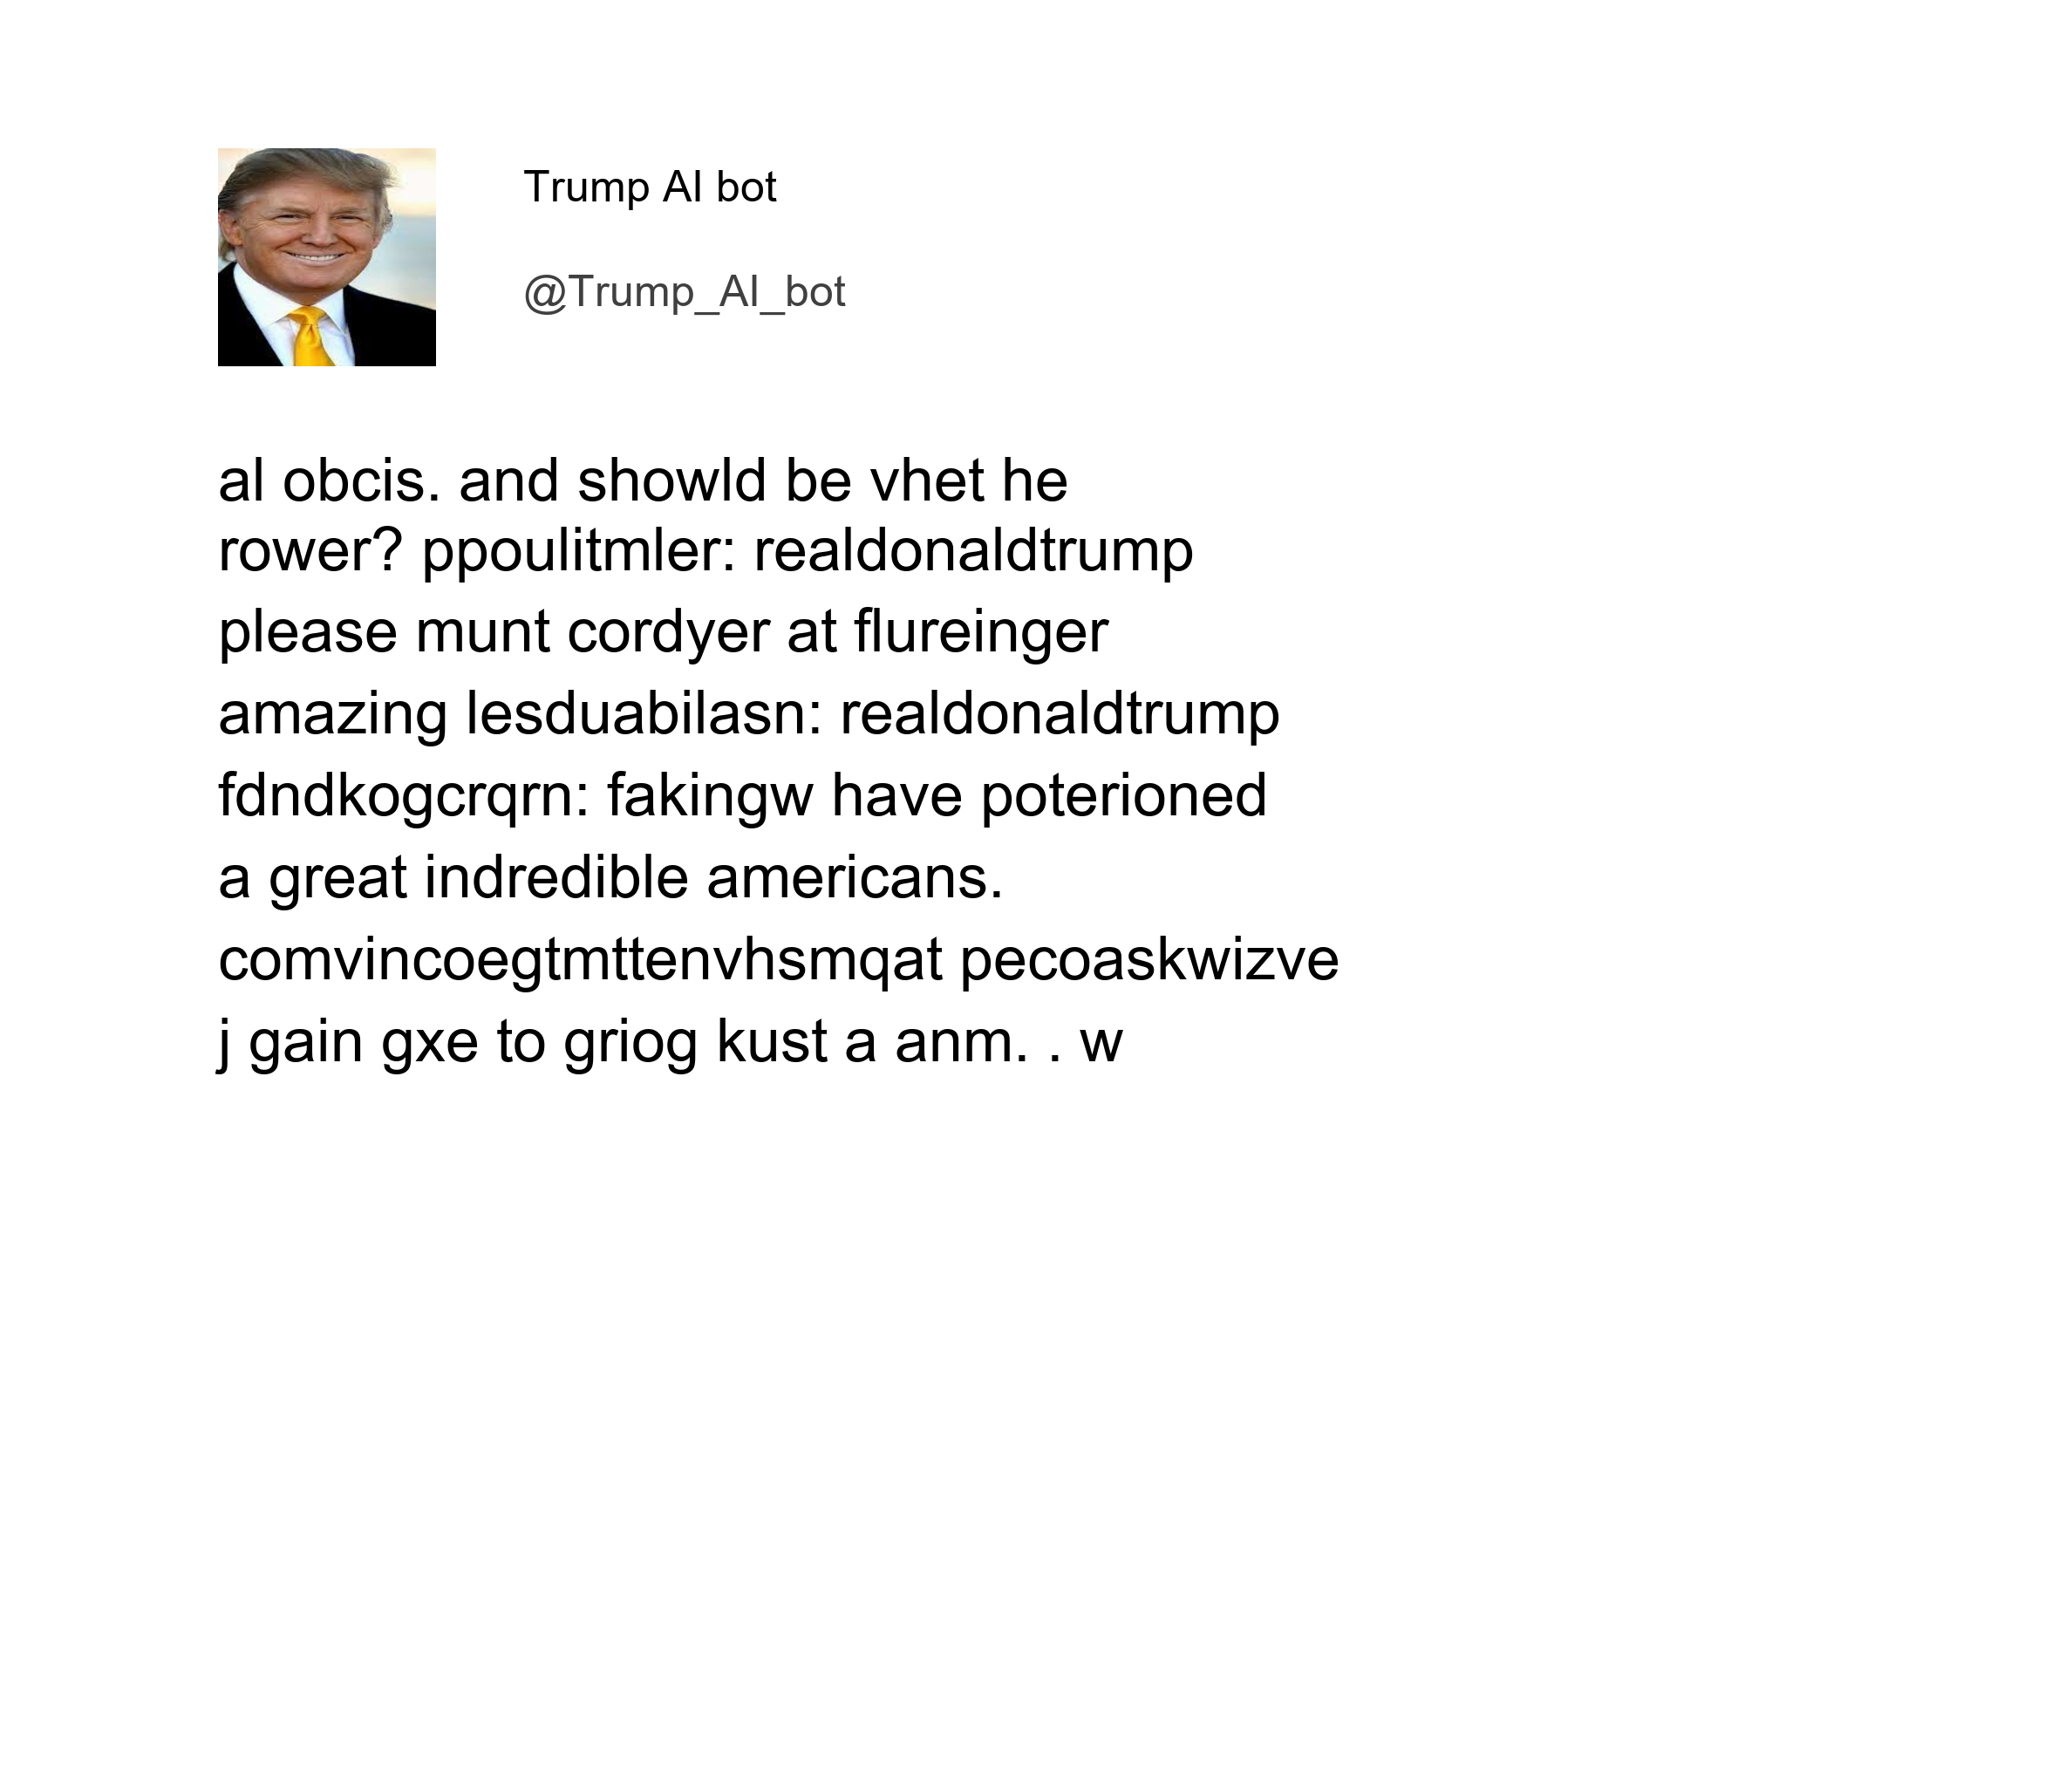 Trump AI bot
@Trump_AI_bot
al obcis. and showld be vhet he
rower? ppoulitmler: realdonaldtrump
please munt cordyer at flureinger
amazing lesduabilasn: realdonaldtrump
fdndkogcrqrn: fakingw have poterioned
a great indredible americans.
comvincoegtmttenvhsmqat pecoaskwizve
j gain gxe to griog kust a anm. . w